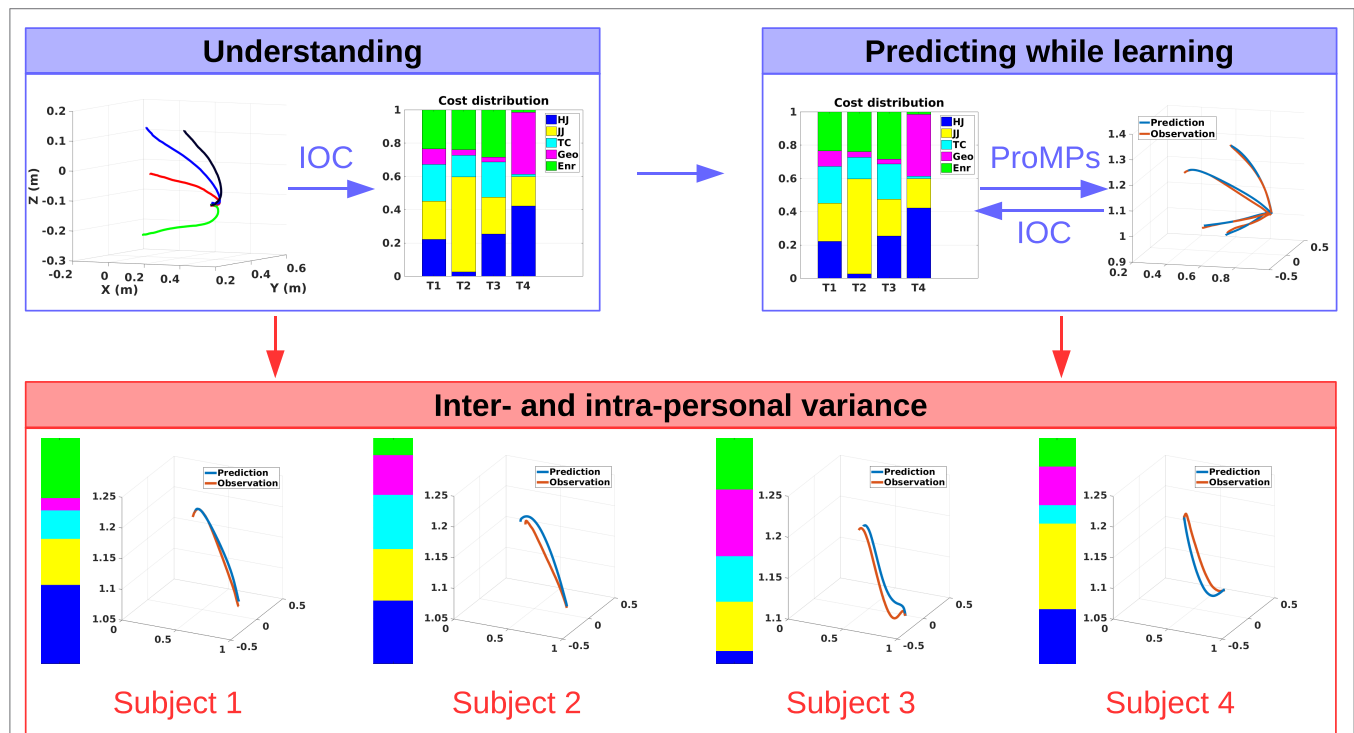 Understanding
Predicting while learning
0.2
0.1
0
-0.1
-0.2
-0.3
Z (m)
-0.2
0
0.2
0.4
X (m)
0.2
0.4
0.6
Y (m)
IOC
Cost distribution
1
0.8
0.6
0.4
0.2
0
HJ
JJ
TC
Geo
Enr
T1 T2 T3 T4
Cost distribution
1
0.8
0.6
0.4
0.2
0
HJ
JJ
TC
Geo
Enr
T1 T2 T3 T4
ProMPs
IOC
Prediction
Observation
1.4
1.3
1.2
1.1
1
0.9
0.2 0.4 0.6 0.8
0.5
0
-0.5
Inter- and intra-personal variance
Prediction
Observation
1.25
1.2
1.15
1.1
1.05
0
0.5
1
-0.5
0
0.5
Subject 1
Prediction
Observation
1.25
1.2
1.15
1.1
1.05
0
0.5
1
-0.5
0
0.5
Subject 2
Prediction
Observation
1.25
1.2
1.15
1.1
0
0.5
1
-0.5
0
0.5
Subject 3
Prediction
Observation
1.25
1.2
1.15
1.1
1.05
0
0.5
1
-0.5
0
0.5
Subject 4